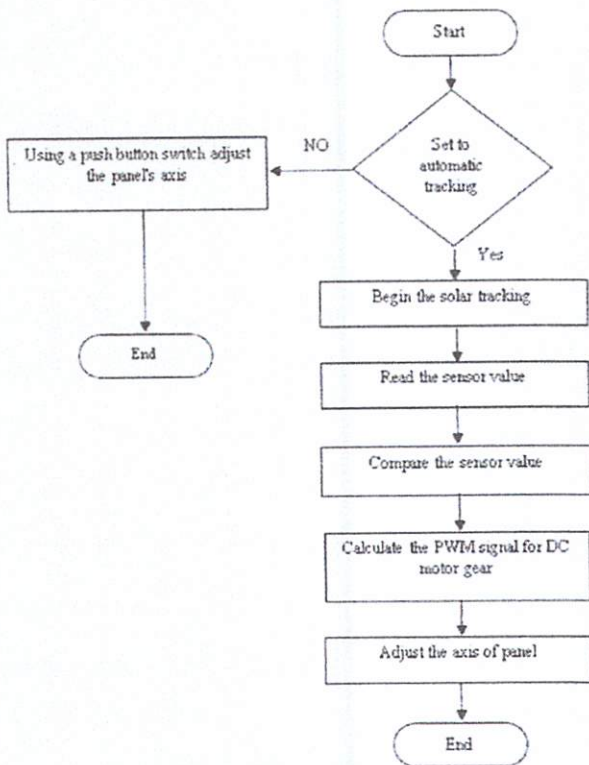 Start
Set to
automatic
tracking
NO
Using a push button switch adjust
the panel's axis
End
Yes
Begin the solar tracking
Read the sensor value
Compare the sensor value
Calculate the PWM signal for DC
motor gear
Adjust the axis of panel
End